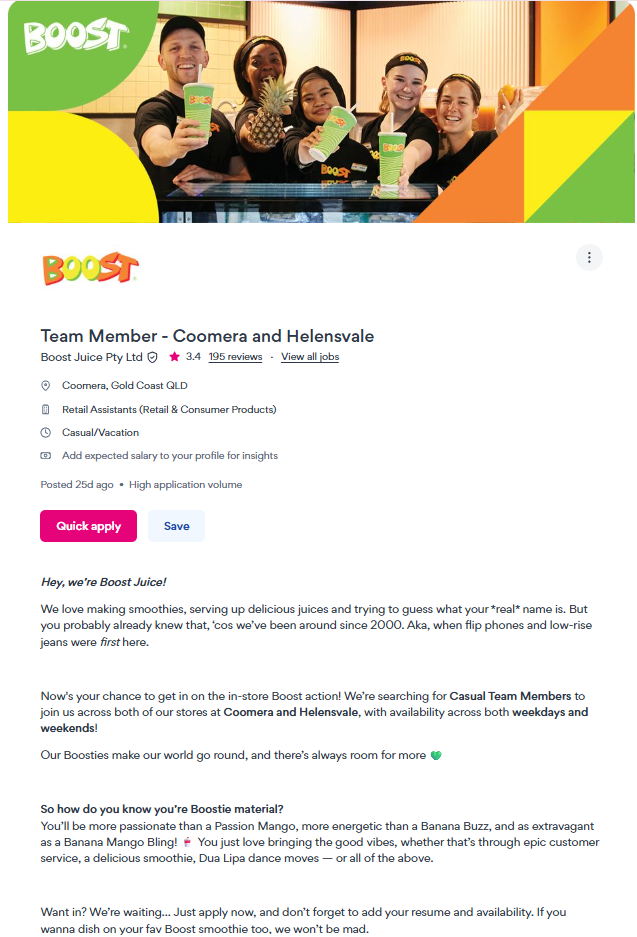 BOOST
BOOST
Team Member - Coomera and Helensvale
Boost Juice Pty Ltd 3.4 195 reviews · View all jobs
Coomera, Gold Coast QLD
Retail Assistants (Retail & Consumer Products)
Casual/Vacation
Add expected salary to your profile for insights
Posted 25d ago • High application volume
Quick apply Save
Hey, we're Boost Juice!
We love making smoothies, serving up delicious juices and trying to guess what your *real* name is. But
you probably already knew that, ‘cos we’ve been around since 2000. Aka, when flip phones and low-rise
jeans were first here.
Now's your chance to get in on the in-store Boost action! We’re searching for Casual Team Members to
join us across both of our stores at Coomera and Helensvale, with availability across both weekdays and
weekends!
Our Boosties make our world go round, and there’s always room for more 💚
So how do you know you’re Boostie material?
You’ll be more passionate than a Passion Mango, more energetic than a Banana Buzz, and as extravagant
as a Banana Mango Bling! 🍧 You just love bringing the good vibes, whether that’s through epic customer
service, a delicious smoothie, Dua Lipa dance moves — or all of the above.
Want in? We’re waiting... Just apply now, and don’t forget to add your resume and availability. If you
wanna dish on your fav Boost smoothie too, we won’t be mad.